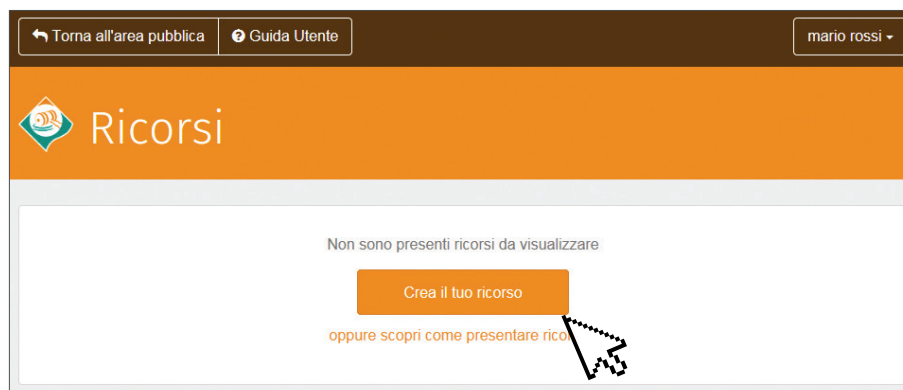 Torna all'area pubblica Guida Utente mario rossi
Ricorsi
Non sono presenti ricorsi da visualizzare
Crea il tuo ricorso
oppure scopri come presentare